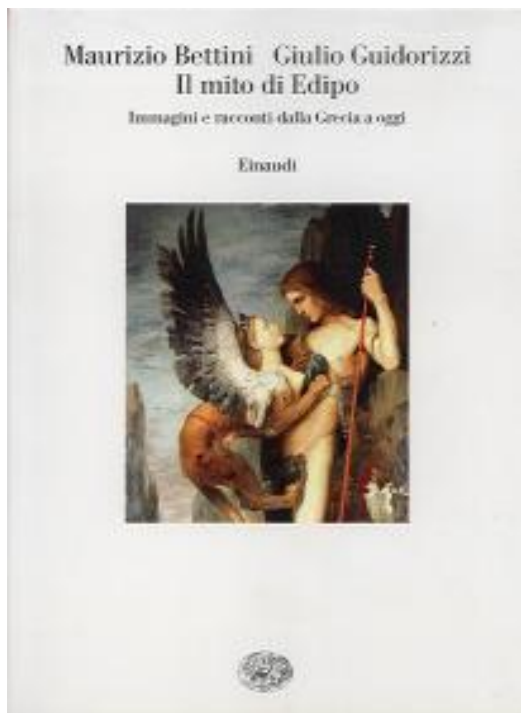 Maurizio Bettini Giulio Guidorizzi
Il mito di Edipo
Immagini e racconti dalla Grecia a oggi
Einaudi